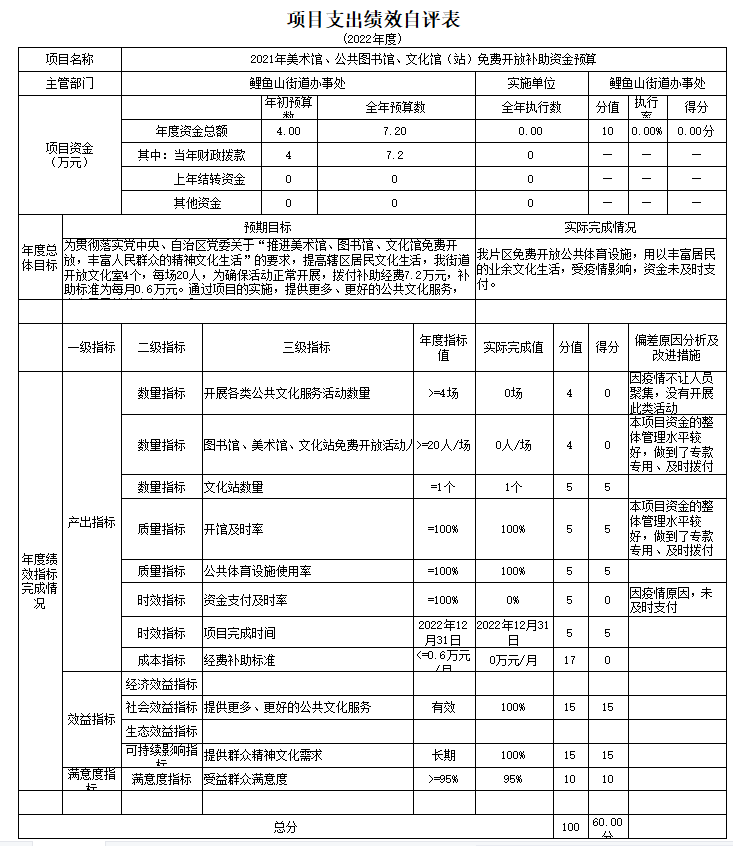 项目支出绩效自评表
(2022年度)
项目名称 2021年美术馆、公共图书馆、文化馆（站）免费开放补助资金预算
主管部门 鲤鱼山街道办事处 实施单位 鲤鱼山街道办事处
项目资金
（万元） 年初预算数 全年预算数 全年执行数 分值 执行率 得分
年度资金总额 4.00 7.20 0.00 10 0.00% 0.00分
其中：当年财政拨款 4 7.2 0 － － －
上年结转资金 0 0 0 － － －
其他资金 0 0 0 － － －
年度总体目标 预期目标 实际完成情况
为贯彻落实党中央、自治区党委关于“推进美术馆、图书馆、文化馆免费开
放，丰富人民群众的精神文化生活”的要求，提高辖区居民文化生活，我街道
开放文化室4个，每场20人，为确保活动正常开展，拨付补助经费7.2万元，补
助标准为每月0.6万元。通过项目的实施，提供更多、更好的公共文化服务，
我片区免费开放公共体育设施，用以丰富居民
的业余文化生活，受疫情影响，资金未及时支
付。
年度绩效指标完成情况
一级指标 二级指标 三级指标 年度指标值 实际完成值 分值 得分 偏差原因分析及改进措施
产出指标
数量指标 开展各类公共文化服务活动数量 >=4场 0场 4 0 因疫情不让人员聚集，没有开展此类活动
数量指标 图书馆、美术馆、文化站免费开放活动人 >=20人/场 0人/场 4 0 本项目资金的整体管理水平较好，做到了专款专用、及时拨付
数量指标 文化站数量 =1个 1个 5 5
质量指标 开馆及时率 =100% 100% 5 5 本项目资金的整体管理水平较好，做到了专款专用、及时拨付
质量指标 公共体育设施使用率 =100% 100% 5 5
时效指标 资金支付及时率 =100% 0% 5 0 因疫情原因，未及时支付
时效指标 项目完成时间 2022年12月31日 2022年12月31日 5 5
成本指标 经费补助标准 <=0.6万元/月 0万元/月 17 0
效益指标
经济效益指标
社会效益指标 提供更多、更好的公共文化服务 有效 100% 15 15
生态效益指标
可持续影响指标 提供群众精神文化需求 长期 100% 15 15
满意度指标 满意度指标 受益群众满意度 >=95% 95% 10 10
总分 100 60.00分